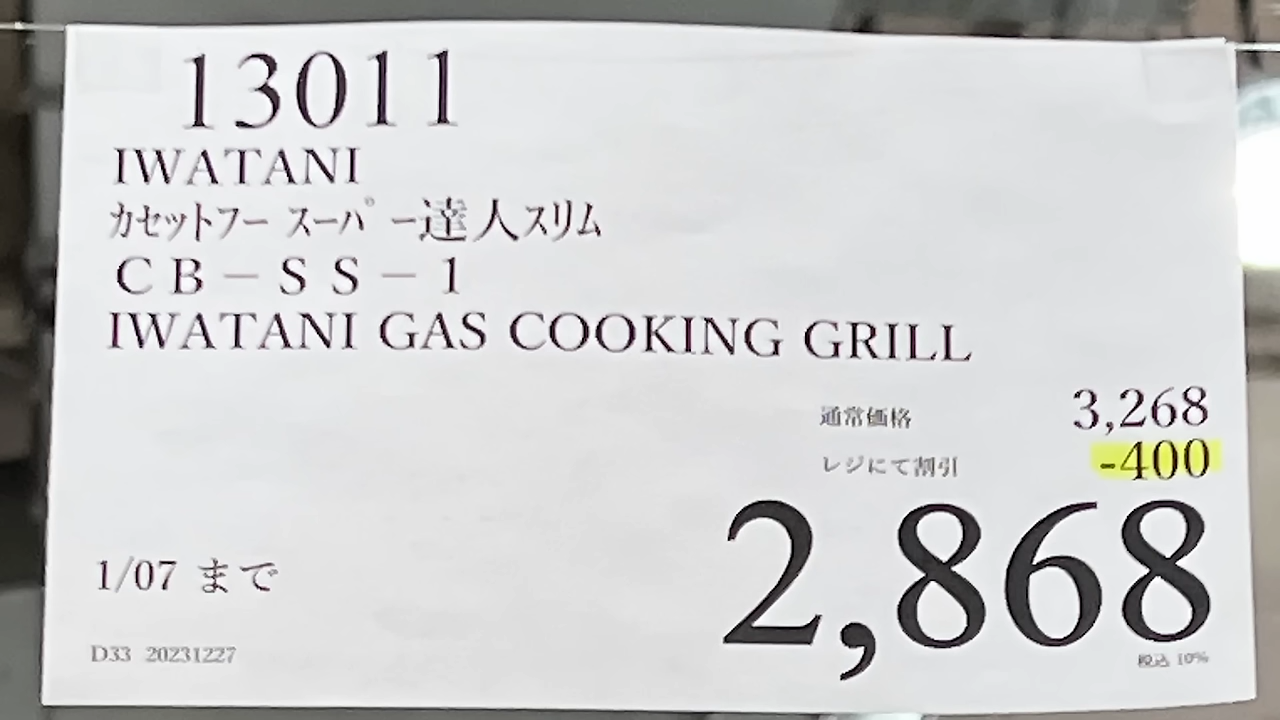 13011
IWATANI
カセットフー スーパー達人スリム
CB-SS-1
IWATANI GAS COOKING GRILL
通常価格 3,268
レジにて割引 -400
2,868
1/07 まで
D33 20231227
税込 10%